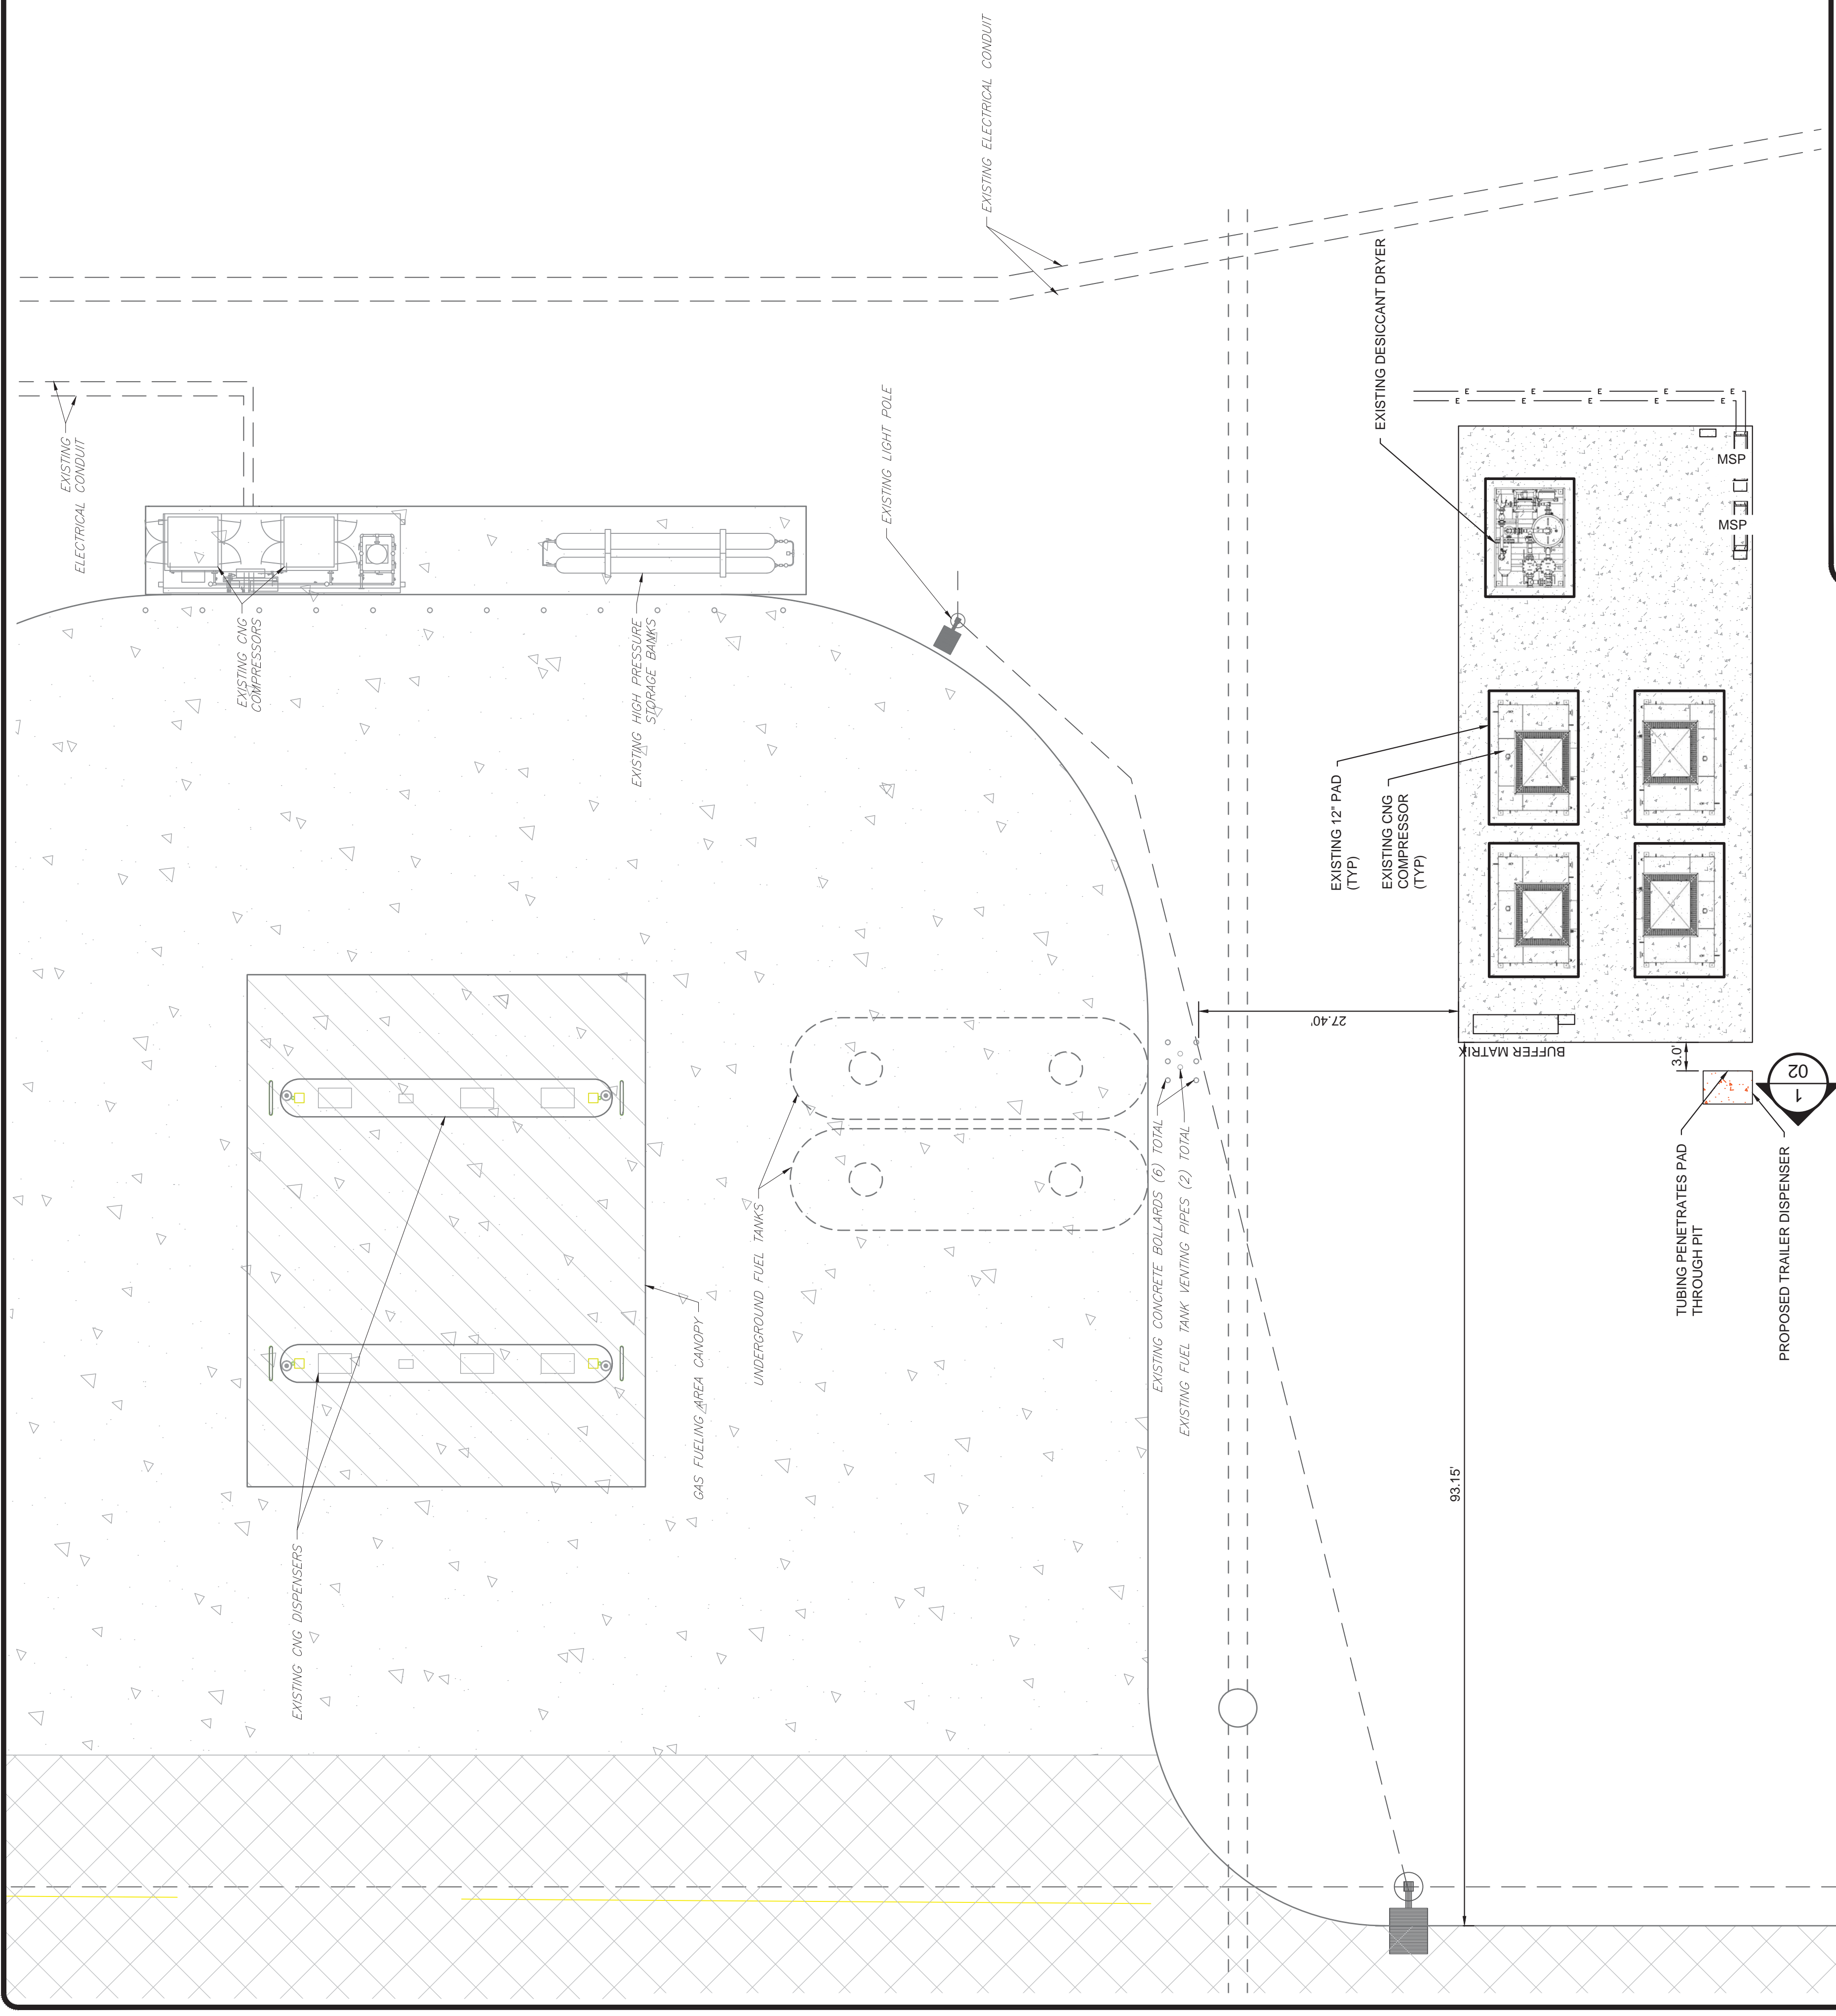 EXISTING ELECTRICAL CONDUIT
EXISTING
ELECTRICAL CONDUIT
EXISTING CNG
COMPRESSORS
EXISTING HIGH PRESSURE
STORAGE BANKS
EXISTING LIGHT POLE
EXISTING DESICCANT DRYER
E E E E E
E E E E E
MSP
MSP
EXISTING 12" PAD
(TYP)
EXISTING CNG
COMPRESSOR
(TYP)
27.40'
BUFFER MATRIX
3.0'
1
02
TUBING PENETRATES PAD
THROUGH PIT
PROPOSED TRAILER DISPENSER
EXISTING CONCRETE BOLLARDS (6) TOTAL
EXISTING FUEL TANK VENTING PIPES (2) TOTAL
UNDERGROUND FUEL TANKS
GAS FUELING AREA CANOPY
EXISTING CNG DISPENSERS
93.15'